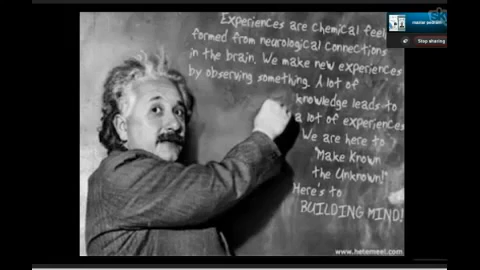 Experiences are chemical feel
formed from neurological connections
in the brain. We make new experiences
by observing something. A lot of
knowledge leads to
a lot of experiences
We are here to
"Make Known
the Unknown!"
Here's to
BUILDING MIND!
www.hetemeel.com
Stop sharing